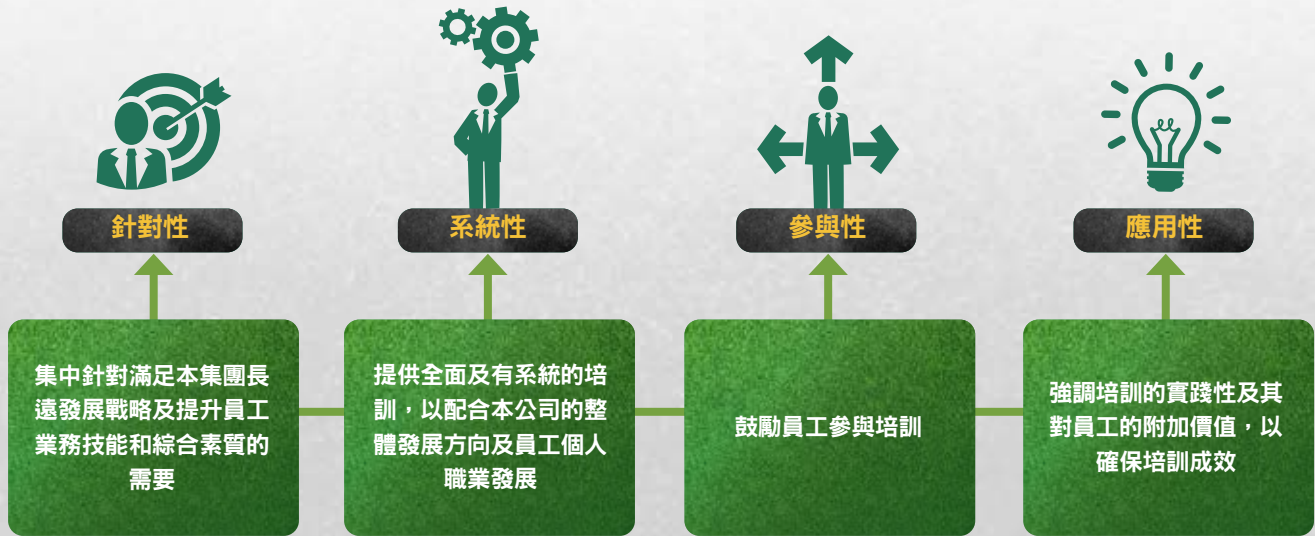 針對性
系統性
參與性
應用性
集中針對滿足本集團長
遠發展戰略及提升員工
業務技能和綜合素質的
需要
提供全面及有系統的培
訓，以配合本公司的整
體發展方向及員工個人
職業發展
鼓勵員工參與培訓
強調培訓的實踐性及其
對員工的附加價值，以
確保培訓成效